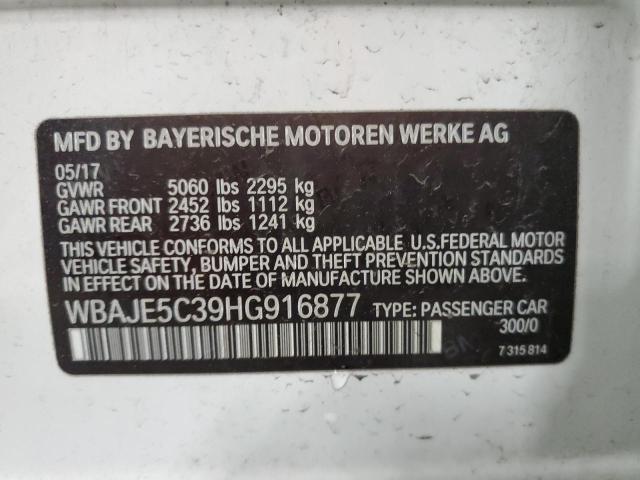 MFD BY BAYERISCHE MOTOREN WERKE AG
05/17
GVWR 5060 lbs 2295 kg
GAWR FRONT 2452 lbs 1112 kg
GAWR REAR 2736 lbs 1241 kg
THIS VEHICLE CONFORMS TO ALL APPLICABLE U.S.FEDERAL MOTOR
VEHICLE SAFETY, BUMPER AND THEFT PREVENTION STANDARDS
IN EFFECT ON THE DATE OF MANUFACTURE SHOWN ABOVE.
WBAJE5C39HG916877 TYPE: PASSENGER CAR
300/0
7 315 814